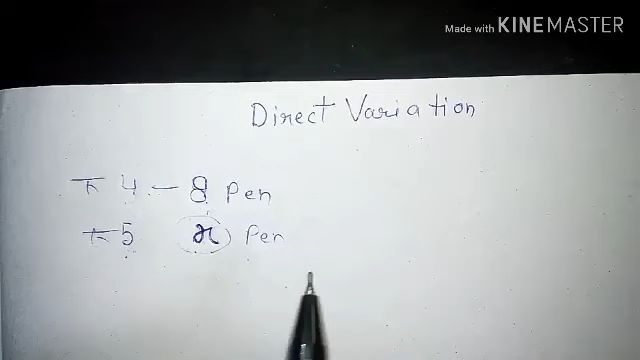 Made with KINEMASTER
Direct Variation
₹ 4 — 8 Pen
₹ 5 x Pen